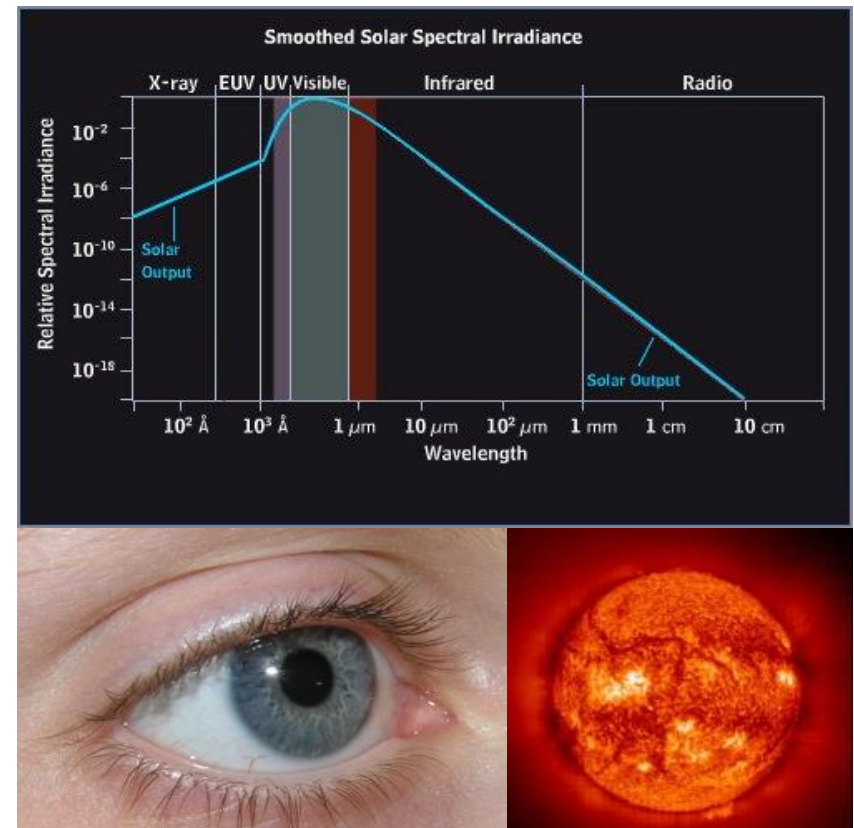 Smoothed Solar Spectral Irradiance
X-ray EUV UV Visible Infrared Radio
Relative Spectral Irradiance
10⁻²
10⁻⁶
10⁻¹⁰
10⁻¹⁴
10⁻¹⁸
Solar
Output
Solar Output
10² Å 10³ Å 1 μm 10 μm 10² μm 1 mm 1 cm 10 cm
Wavelength